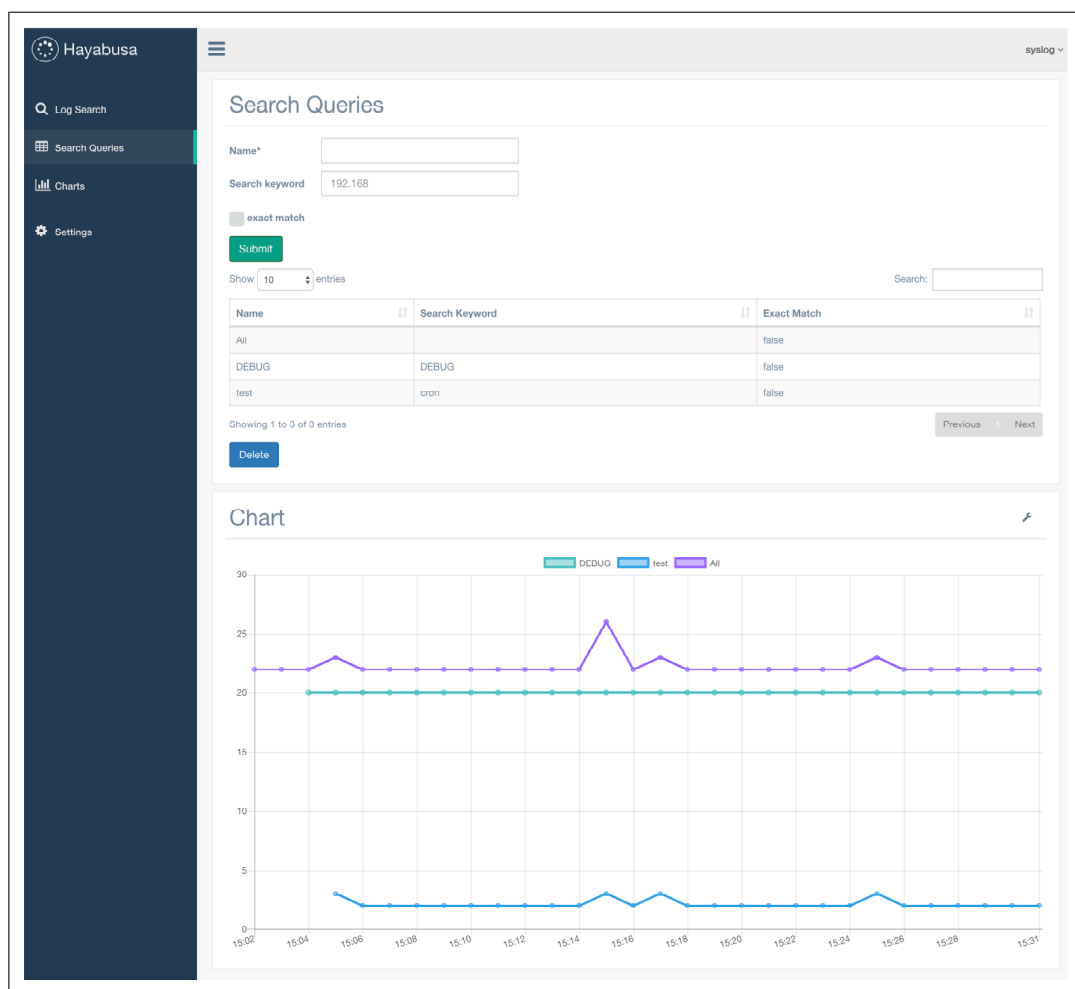 Hayabusa
syslog
Log Search
Search Queries
Charts
Settings
Search Queries
Name*
Search keyword 192.168
exact match
Submit
Show 10 entries Search:
Name Search Keyword Exact Match
All false
DEBUG DEBUG false
test cron false
Showing 1 to 3 of 3 entries Previous 1 Next
Delete
Chart
DEBUG test All
30
25
20
15
10
5
0
15:02 15:04 15:06 15:08 15:10 15:12 15:14 15:16 15:18 15:20 15:22 15:24 15:26 15:28 15:31